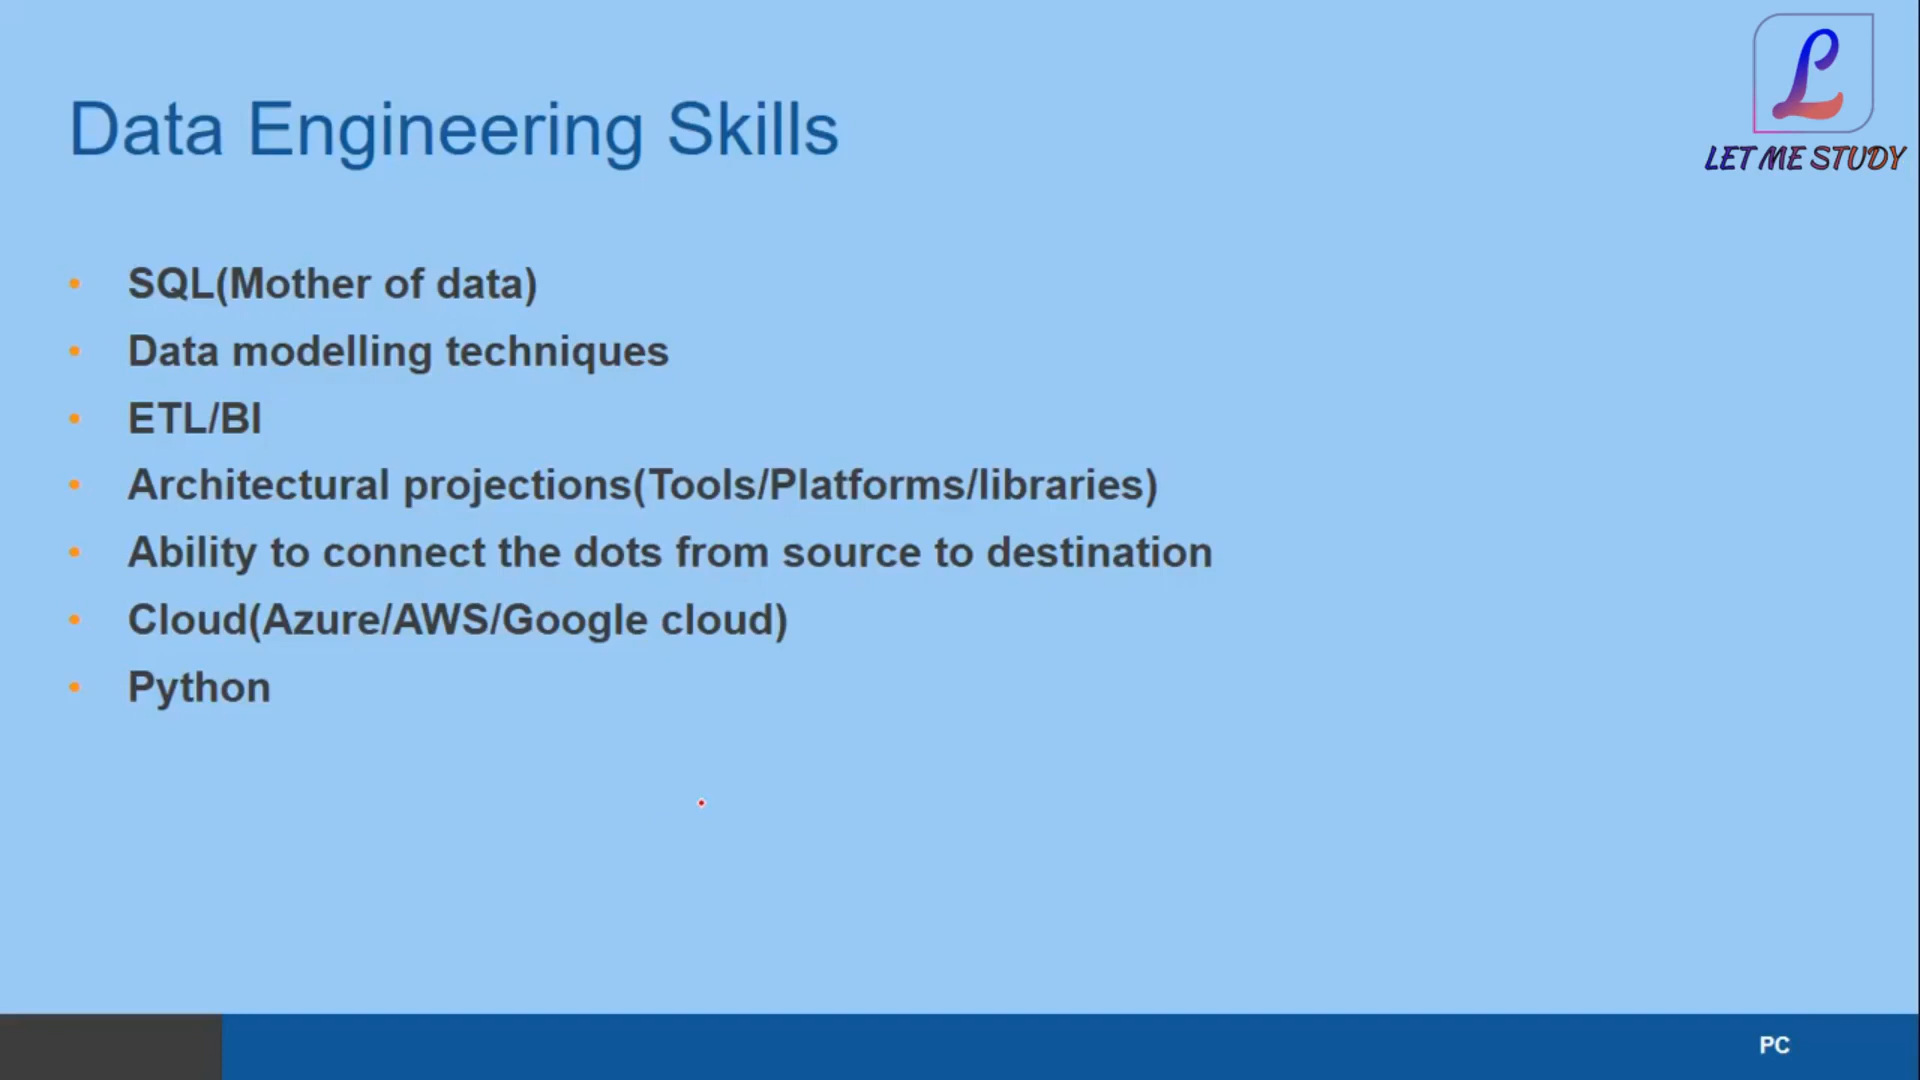 LET ME STUDY
Data Engineering Skills
• SQL(Mother of data)
• Data modelling techniques
• ETL/BI
• Architectural projections(Tools/Platforms/libraries)
• Ability to connect the dots from source to destination
• Cloud(Azure/AWS/Google cloud)
• Python
PC